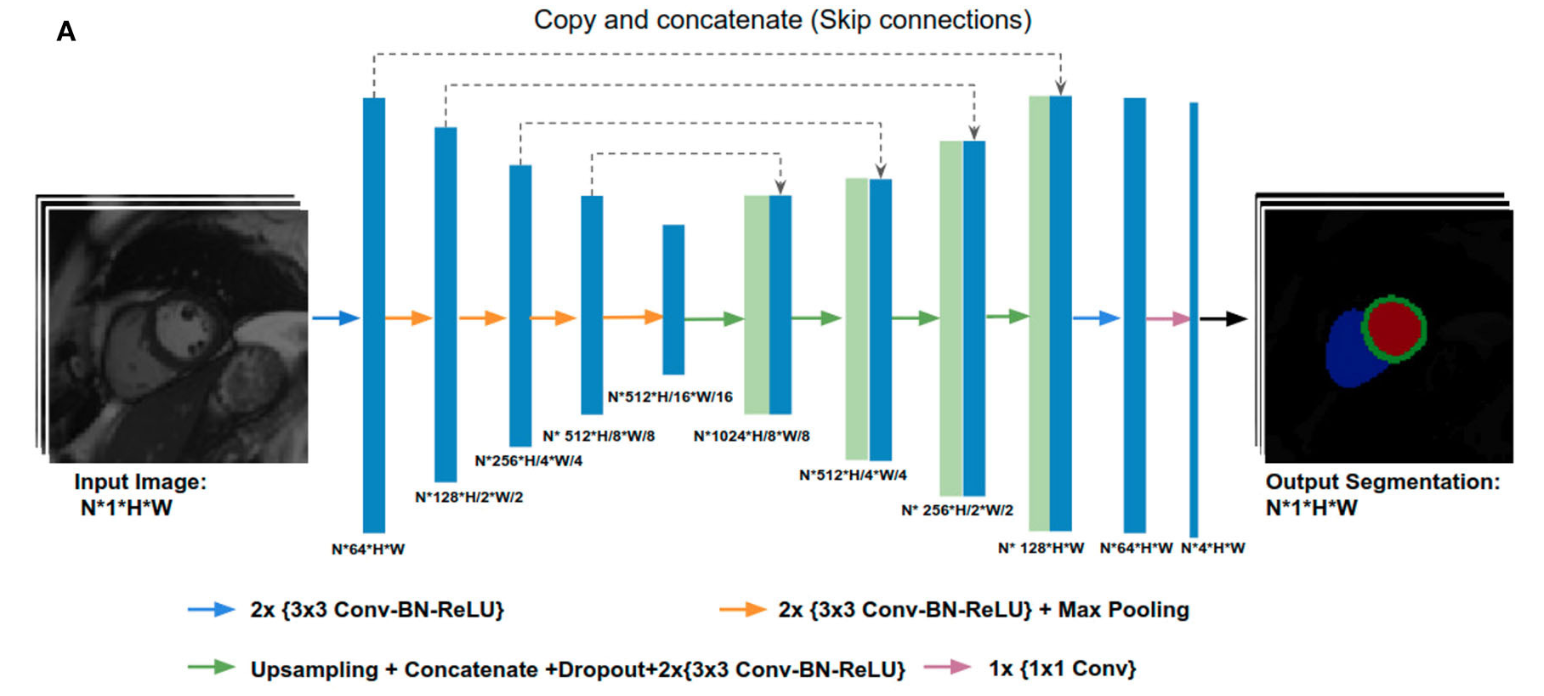 A
Copy and concatenate (Skip connections)
Input Image:
N*1*H*W
N*64*H*W
N*128*H/2*W/2
N*256*H/4*W/4
N* 512*H/8*W/8
N*512*H/16*W/16
N*1024*H/8*W/8
N*512*H/4*W/4
N* 256*H/2*W/2
N* 128*H*W
N*64*H*W
N*4*H*W
Output Segmentation:
N*1*H*W
2x {3x3 Conv-BN-ReLU}
2x {3x3 Conv-BN-ReLU} + Max Pooling
Upsampling + Concatenate +Dropout+2x{3x3 Conv-BN-ReLU}
1x {1x1 Conv}